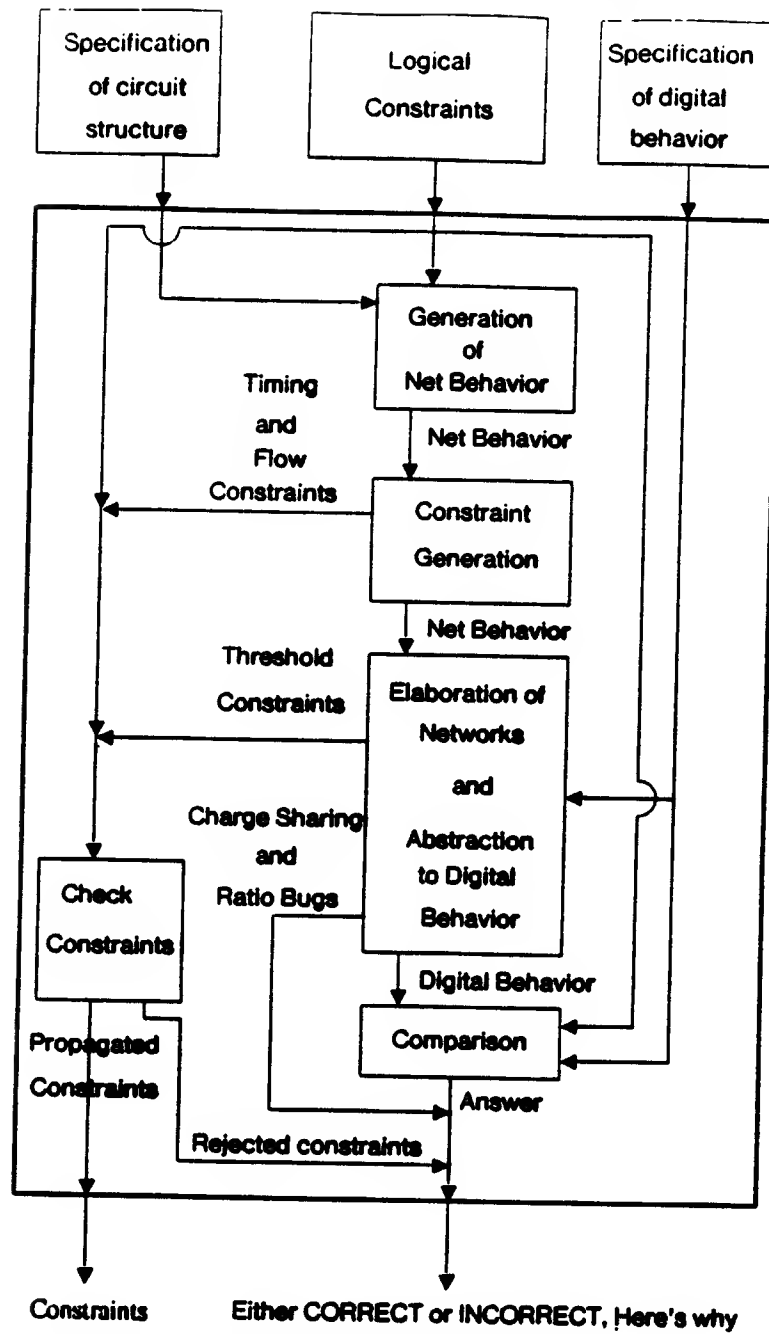 Specification
of circuit
structure
Logical
Constraints
Specification
of digital
behavior
Generation
of
Net Behavior
Timing
and
Flow
Constraints
Net Behavior
Constraint
Generation
Net Behavior
Threshold
Constraints
Elaboration of
Networks
and
Abstraction
to Digital
Behavior
Charge Sharing
and
Ratio Bugs
Check
Constraints
Digital Behavior
Comparison
Propagated
Constraints
Answer
Rejected constraints
Constraints
Either CORRECT or INCORRECT, Here's why